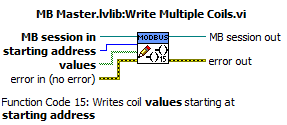 MB Master.lvlib:Write Multiple Coils.vi
MB session in
starting address
values
error in (no error)
MODBUS
15
MB session out
error out
Function Code 15: Writes coil values starting at
starting address